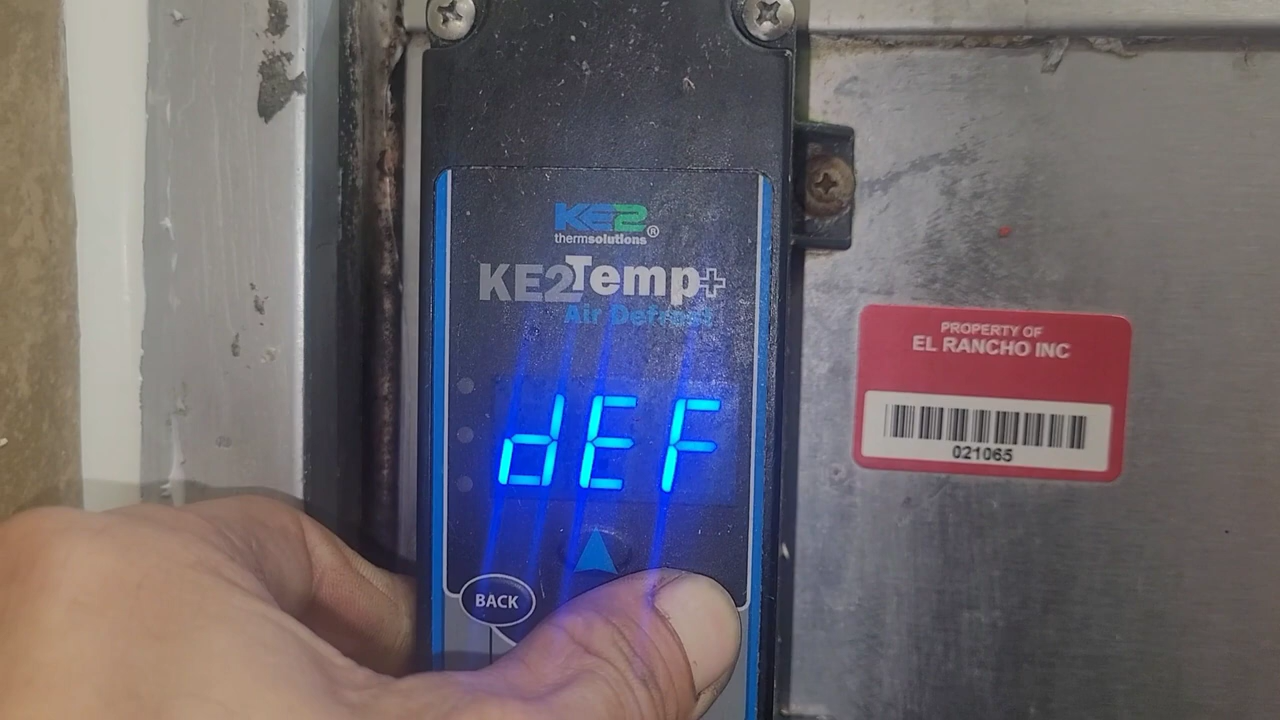 KE2
thermsolutions®
KE2Temp+
Air Defrost
dEF
BACK
PROPERTY OF
EL RANCHO INC
021065